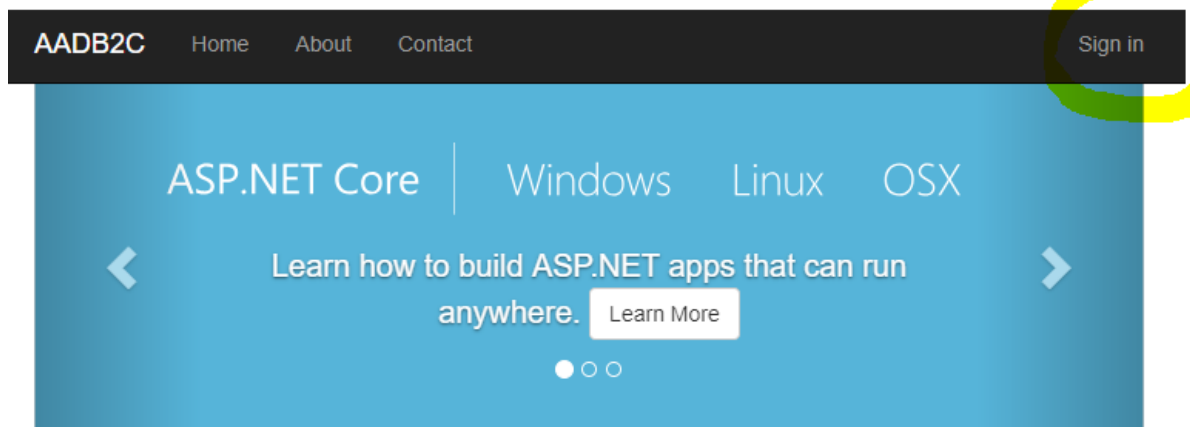 AADB2C Home About Contact Sign in
ASP.NET Core Windows Linux OSX
Learn how to build ASP.NET apps that can run
anywhere. Learn More